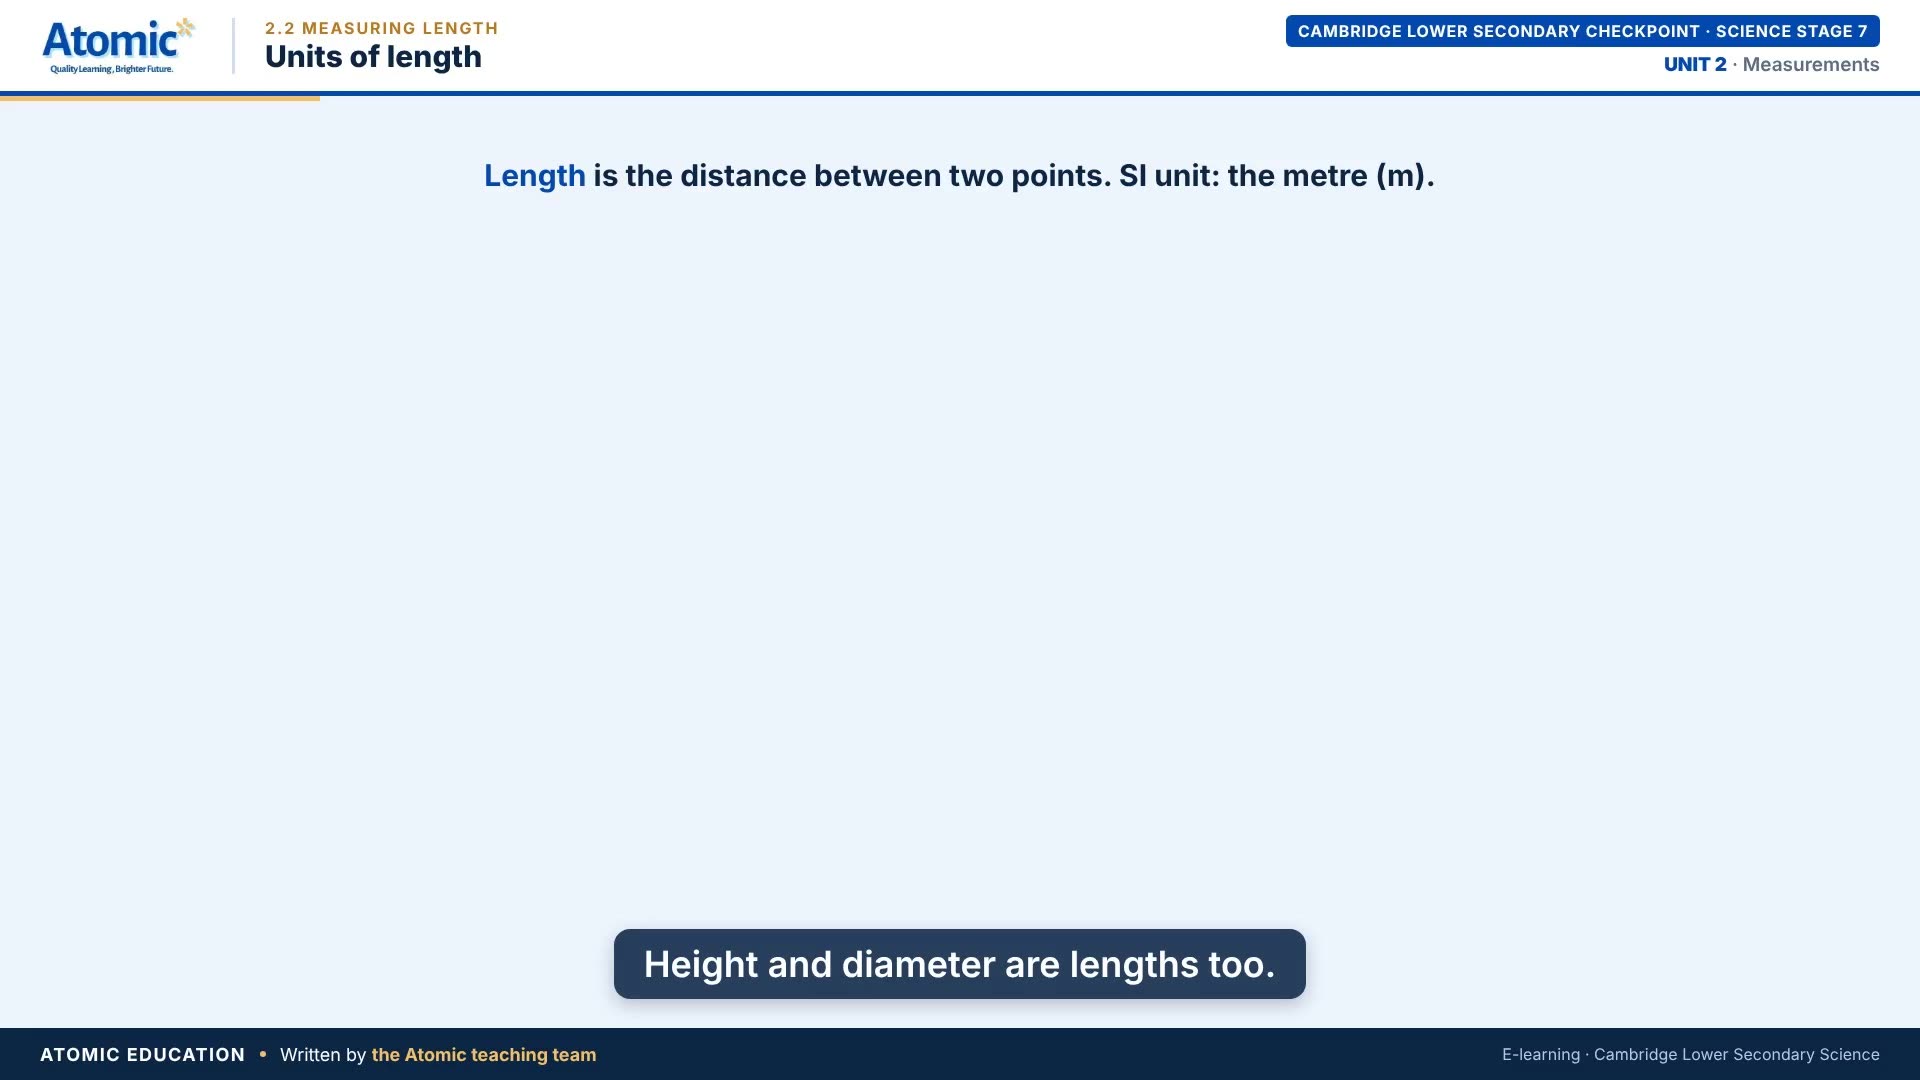 Atomic
Quality Learning, Brighter Future.
2.2 MEASURING LENGTH
Units of length
CAMBRIDGE LOWER SECONDARY CHECKPOINT · SCIENCE STAGE 7
UNIT 2 · Measurements
Length is the distance between two points. SI unit: the metre (m).
Height and diameter are lengths too.
ATOMIC EDUCATION • Written by the Atomic teaching team
E-learning · Cambridge Lower Secondary Science